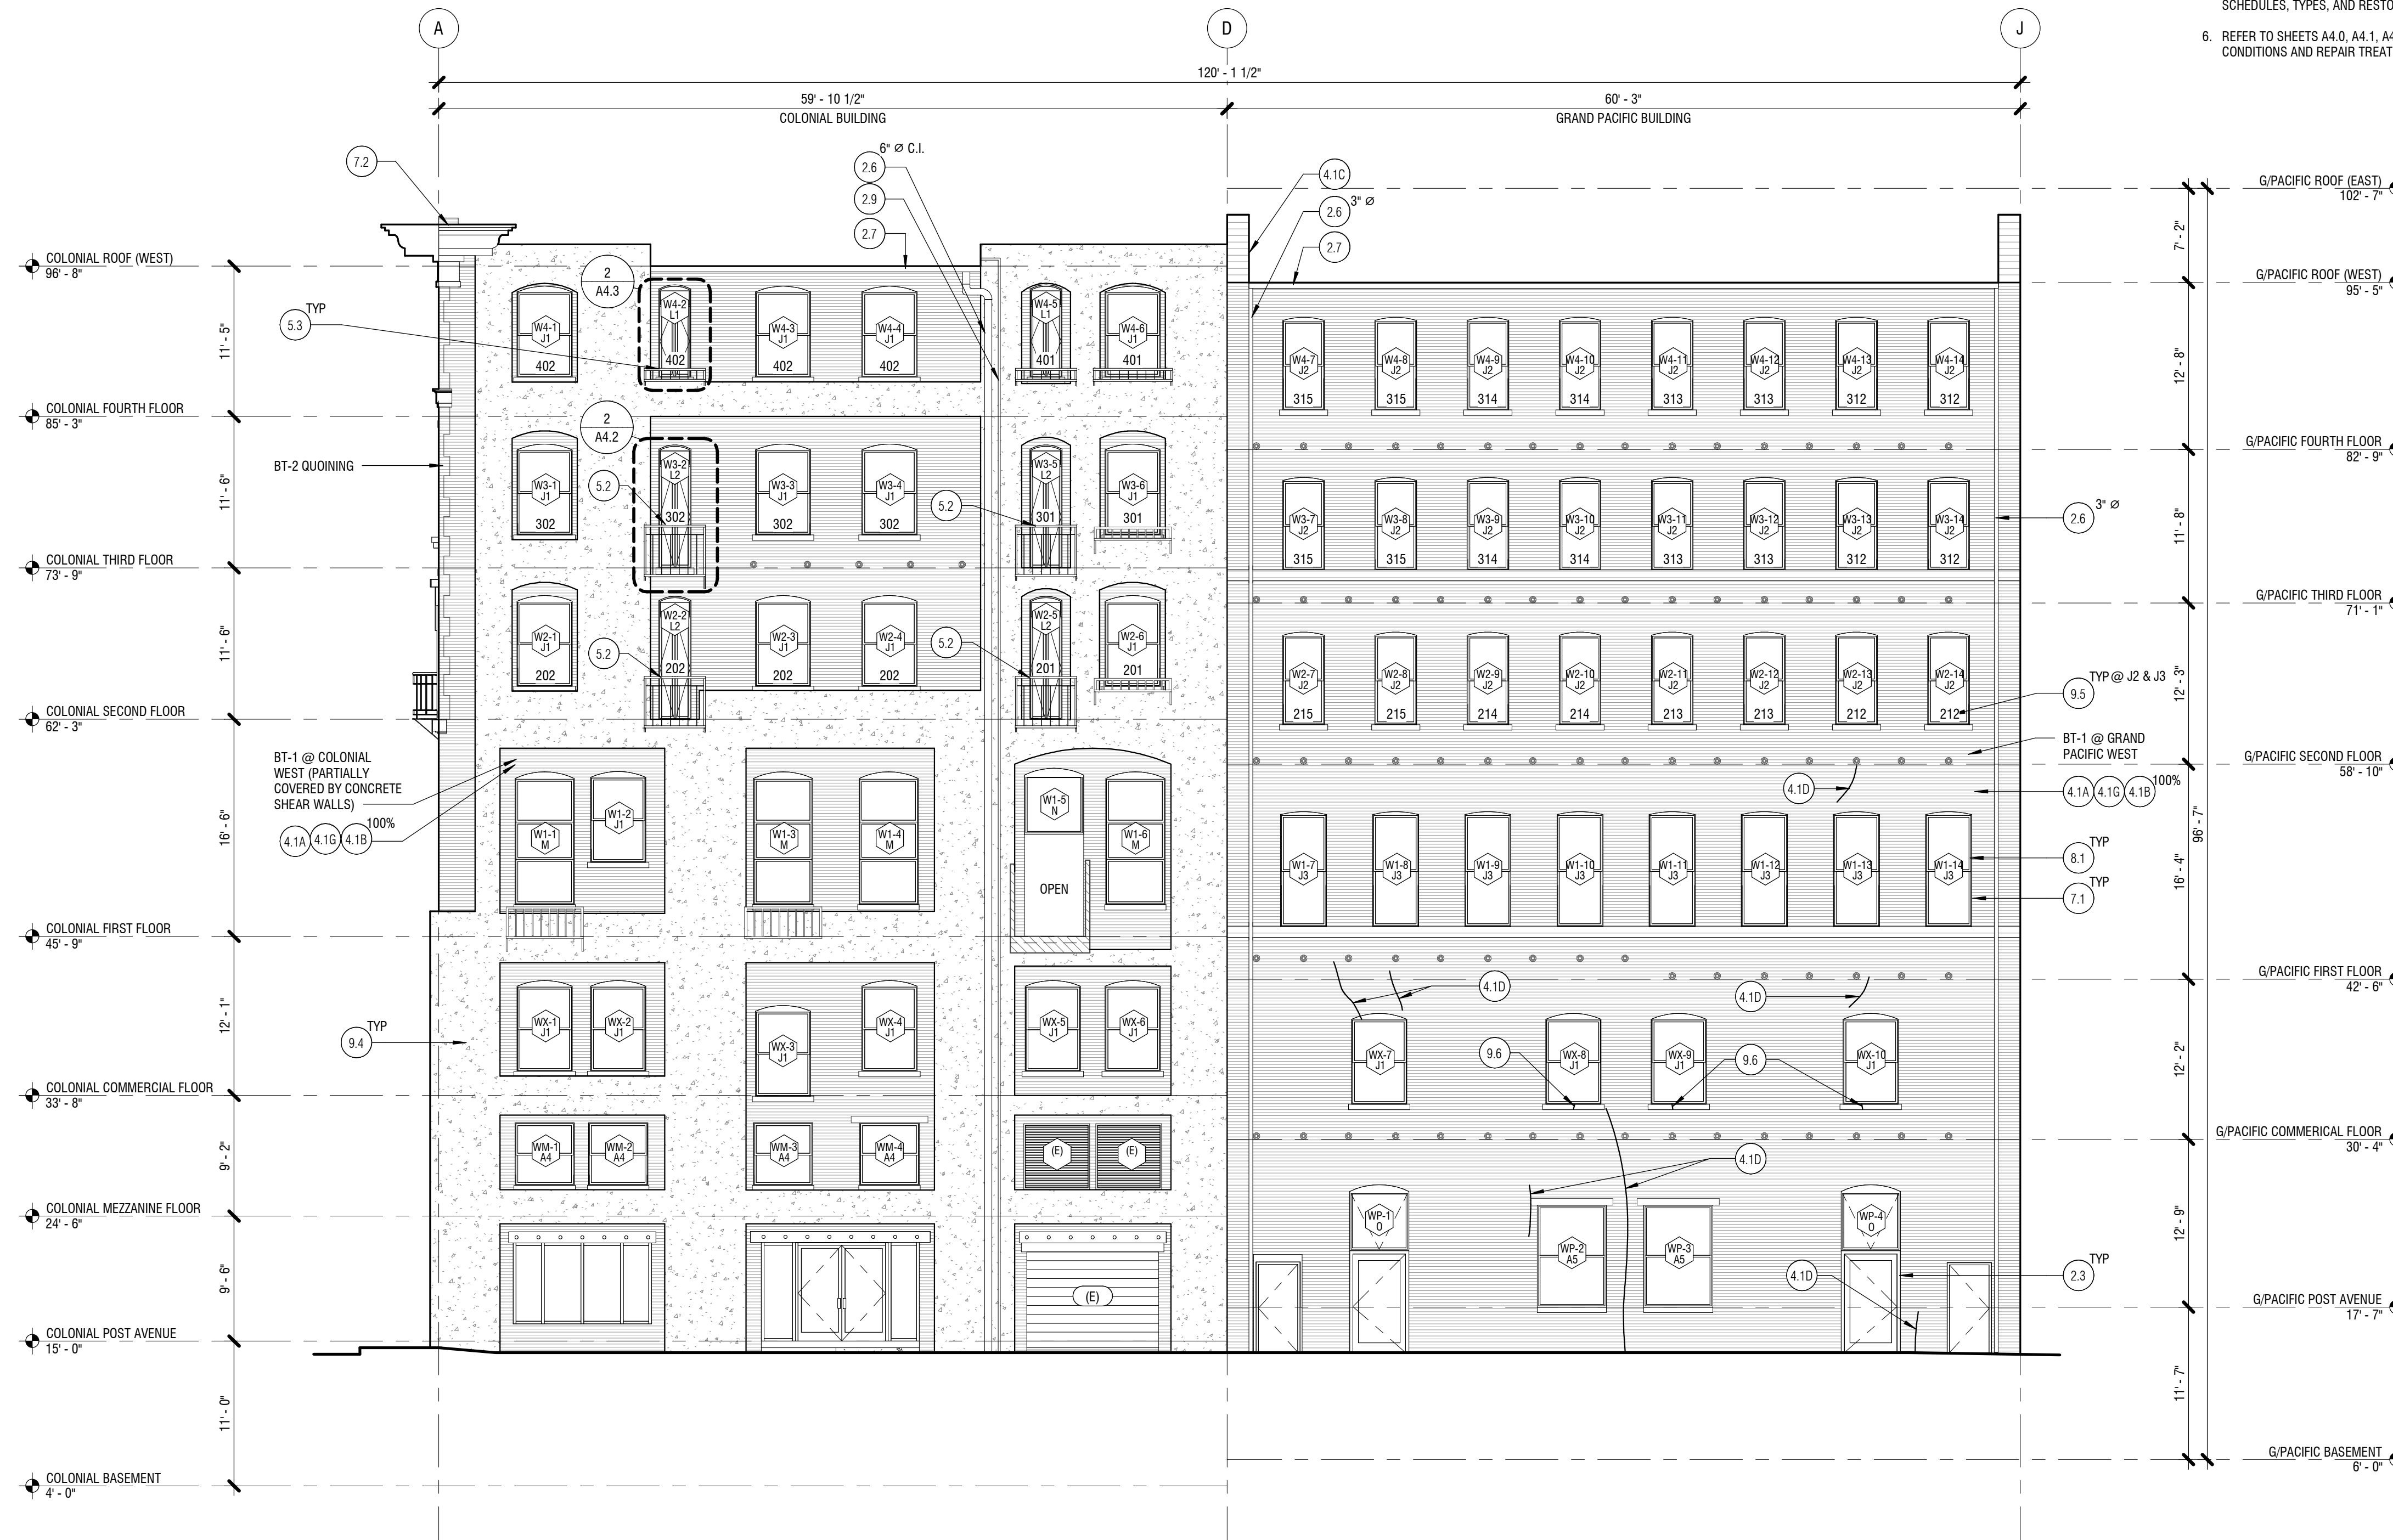 SCHEDULES, TYPES, AND RESTO
6. REFER TO SHEETS A4.0, A4.1, A4
CONDITIONS AND REPAIR TREAT
A
D
J
120' - 1 1/2"
59' - 10 1/2"
60' - 3"
COLONIAL BUILDING
GRAND PACIFIC BUILDING
7.2
6" Ø C.I.
2.6
2.9
2.7
4.1C
2.6
3" Ø
2.7
G/PACIFIC ROOF (EAST)
102' - 7"
7' - 2"
COLONIAL ROOF (WEST)
96' - 8"
G/PACIFIC ROOF (WEST)
95' - 5"
2
A4.3
TYP
5.3
11' - 5"
W4-1
J1
402
W4-2
L1
402
W4-3
J1
402
W4-4
J1
402
W4-5
L1
401
W4-6
J1
401
W4-7
J2
315
W4-8
J2
315
W4-9
J2
314
W4-10
J2
314
W4-11
J2
313
W4-12
J2
313
W4-13
J2
312
W4-14
J2
312
12' - 8"
COLONIAL FOURTH FLOOR
85' - 3"
G/PACIFIC FOURTH FLOOR
82' - 9"
2
A4.2
BT-2 QUOINING
11' - 6"
5.2
W3-1
J1
302
W3-2
L2
302
W3-3
J1
302
W3-4
J1
302
5.2
W3-5
L2
301
W3-6
J1
301
W3-7
J2
315
W3-8
J2
315
W3-9
J2
314
W3-10
J2
314
W3-11
J2
313
W3-12
J2
313
W3-13
J2
312
W3-14
J2
312
3" Ø
2.6
11' - 8"
COLONIAL THIRD FLOOR
73' - 9"
G/PACIFIC THIRD FLOOR
71' - 1"
11' - 6"
5.2
W2-1
J1
202
W2-2
L2
202
W2-3
J1
202
W2-4
J1
202
5.2
W2-5
L2
201
W2-6
J1
201
W2-7
J2
215
W2-8
J2
215
W2-9
J2
214
W2-10
J2
214
W2-11
J2
213
W2-12
J2
213
W2-13
J2
212
W2-14
J2
212
TYP @ J2 & J3
9.5
12' - 3"
COLONIAL SECOND FLOOR
62' - 3"
BT-1 @ GRAND
PACIFIC WEST
G/PACIFIC SECOND FLOOR
58' - 10"
BT-1 @ COLONIAL
WEST (PARTIALLY
COVERED BY CONCRETE
SHEAR WALLS)
100%
4.1A
4.1G
4.1B
4.1D
4.1A
4.1G
4.1B
100%
16' - 6"
96' - 7"
W1-1
M
W1-2
J1
W1-3
M
W1-4
M
W1-5
N
OPEN
W1-6
M
W1-7
J3
W1-8
J3
W1-9
J3
W1-10
J3
W1-11
J3
W1-12
J3
W1-13
J3
W1-14
J3
TYP
8.1
TYP
7.1
16' - 4"
COLONIAL FIRST FLOOR
45' - 9"
G/PACIFIC FIRST FLOOR
42' - 6"
4.1D
4.1D
TYP
9.4
12' - 1"
WX-1
J1
WX-2
J1
WX-3
J1
WX-4
J1
WX-5
J1
WX-6
J1
WX-7
J1
9.6
WX-8
J1
WX-9
J1
9.6
WX-10
J1
12' - 2"
COLONIAL COMMERCIAL FLOOR
33' - 8"
G/PACIFIC COMMERICAL FLOOR
30' - 4"
9' - 2"
WM-1
A4
WM-2
A4
WM-3
A4
WM-4
A4
(E)
(E)
4.1D
COLONIAL MEZZANINE FLOOR
24' - 6"
WP-1
O
WP-2
A5
WP-3
A5
WP-4
O
12' - 9"
9' - 6"
(E)
4.1D
TYP
2.3
G/PACIFIC POST AVENUE
17' - 7"
COLONIAL POST AVENUE
15' - 0"
11' - 0"
11' - 7"
G/PACIFIC BASEMENT
6' - 0"
COLONIAL BASEMENT
4' - 0"